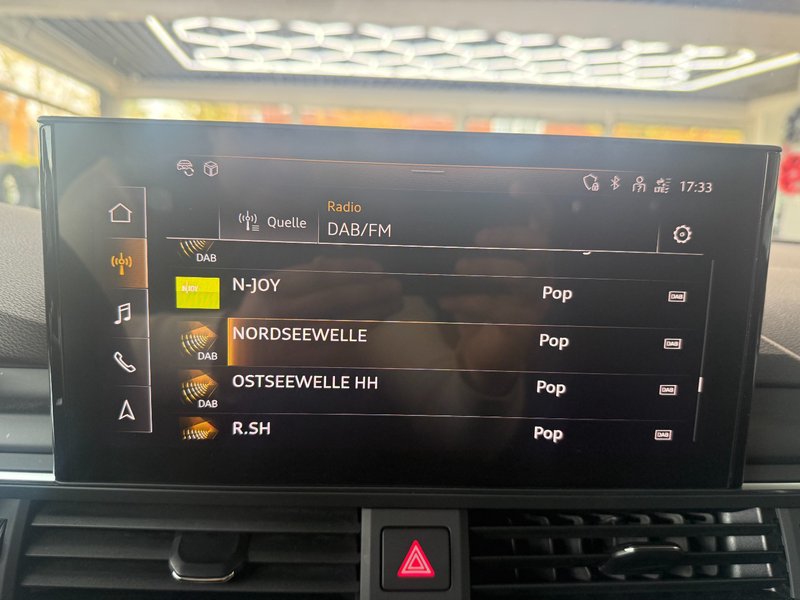 17:33
Quelle
Radio
DAB/FM
DAB
N-JOY
N-JOY
Pop
DAB
NORDSEEWELLE
DAB
Pop
DAB
OSTSEEWELLE HH
DAB
Pop
DAB
R.SH
Pop
DAB